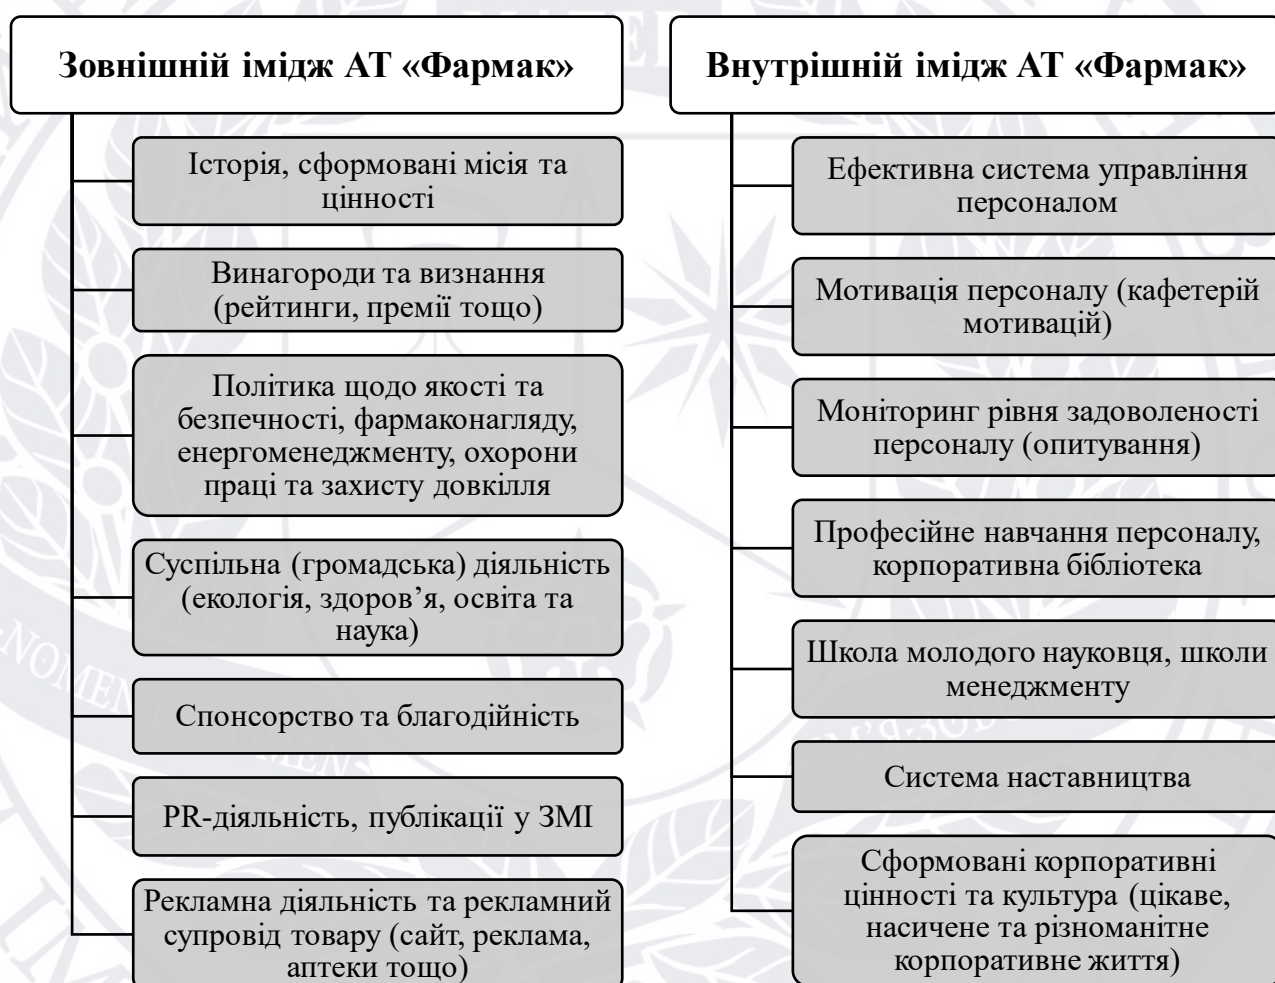 Зовнішній імідж АТ «Фармак»
Історія, сформовані місія та
цінності
Винагороди та визнання
(рейтинги, премії тощо)
Політика щодо якості та
безпечності, фармаконагляду,
енергоменеджменту, охорони
праці та захисту довкілля
Суспільна (громадська) діяльність
(екологія, здоров’я, освіта та
наука)
Спонсорство та благодійність
PR-діяльність, публікації у ЗМІ
Рекламна діяльність та рекламний
супровід товару (сайт, реклама,
аптеки тощо)
Внутрішній імідж АТ «Фармак»
Ефективна система управління
персоналом
Мотивація персоналу (кафетерій
мотивацій)
Моніторинг рівня задоволеності
персоналу (опитування)
Професійне навчання персоналу,
корпоративна бібліотека
Школа молодого науковця, школи
менеджменту
Система наставництва
Сформовані корпоративні
цінності та культура (цікаве,
насичене та різноманітне
корпоративне життя)